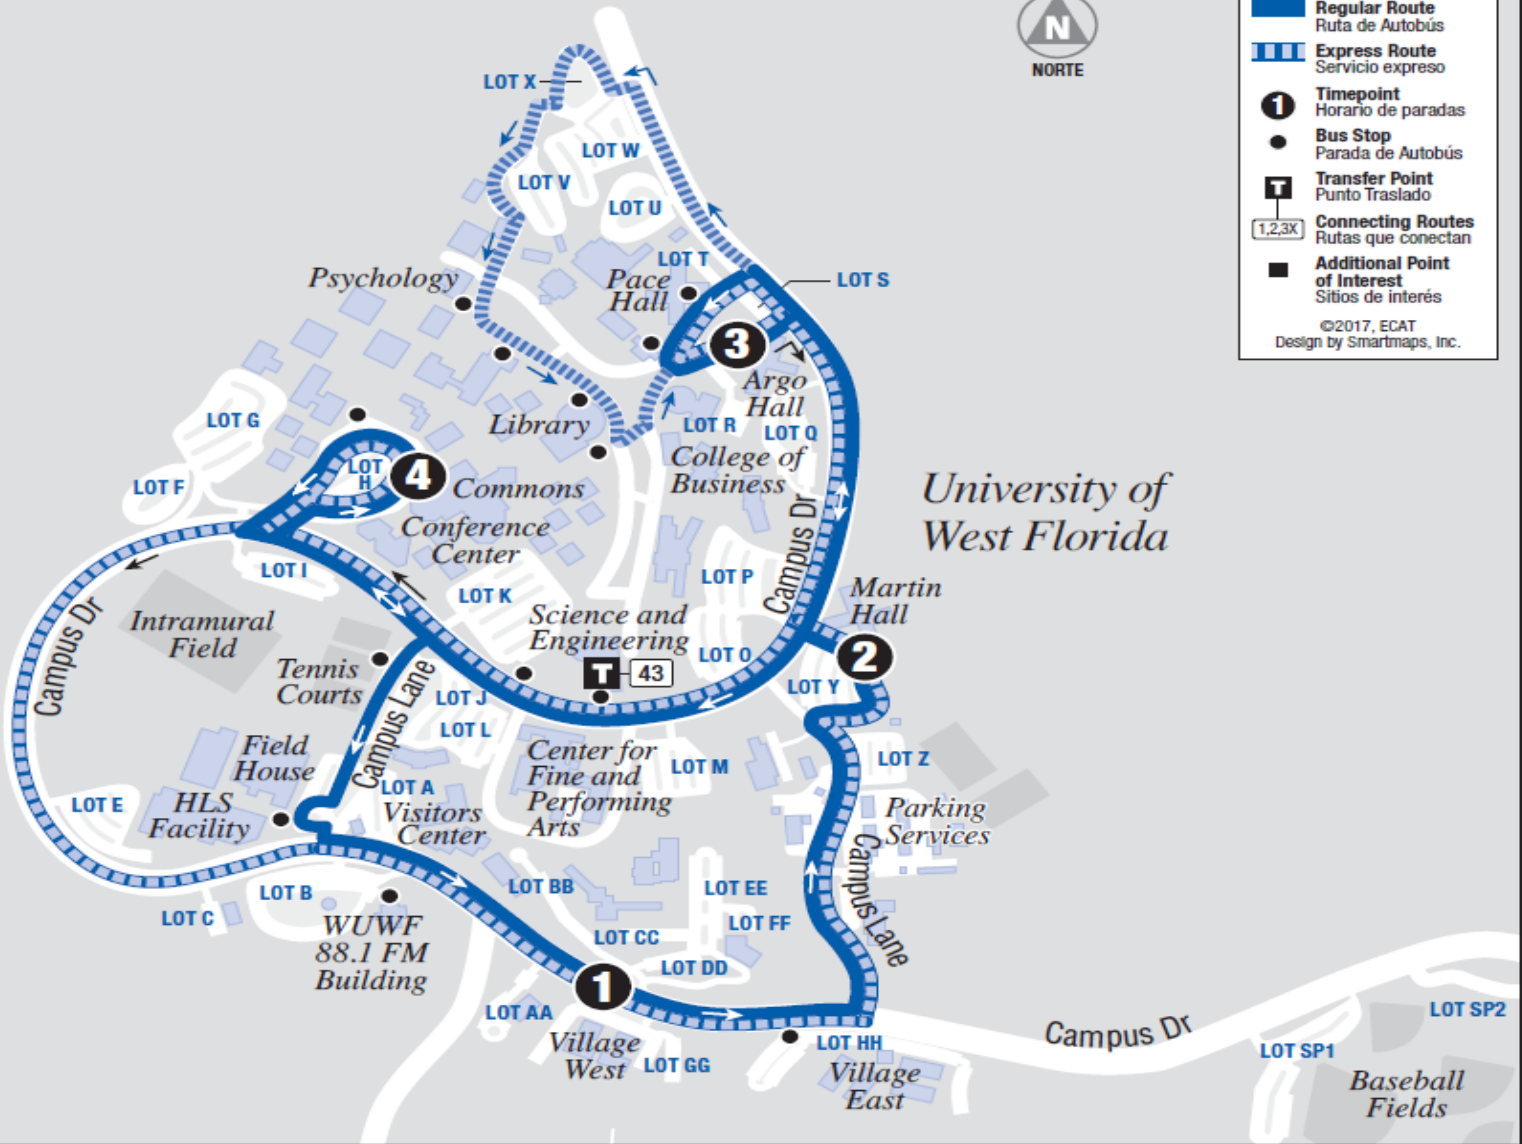 N
NORTE
Regular Route
Ruta de Autobús
Express Route
Servicio expreso
1
Timepoint
Horario de paradas
Bus Stop
Parada de Autobús
T
Transfer Point
Punto Traslado
1,2,3X
Connecting Routes
Rutas que conectan
Additional Point
of Interest
Sitios de interés
©2017, ECAT
Design by Smartmaps, Inc.
LOT X
LOT W
LOT V
LOT U
LOT T
LOT S
Psychology
Pace
Hall
3
Argo
Hall
LOT G
Library
LOT R
LOT Q
LOT
H
4
Commons
College of
Business
LOT F
Conference
Center
University of
West Florida
Campus Dr
LOT I
LOT K
LOT P
Martin
Hall
Campus Dr
Intramural
Field
Science and
Engineering
T
43
LOT O
2
Tennis
Courts
Campus Lane
LOT J
LOT Y
LOT L
Field
House
Center for
Fine and
Performing
Arts
LOT M
LOT Z
LOT E
HLS
Facility
LOT A
Visitors
Center
Parking
Services
Campus Lane
LOT B
LOT BB
LOT EE
LOT C
WUWF
88.1 FM
Building
LOT FF
LOT CC
LOT DD
1
LOT AA
Village
West
LOT GG
LOT HH
Village
East
Campus Dr
LOT SP2
LOT SP1
Baseball
Fields